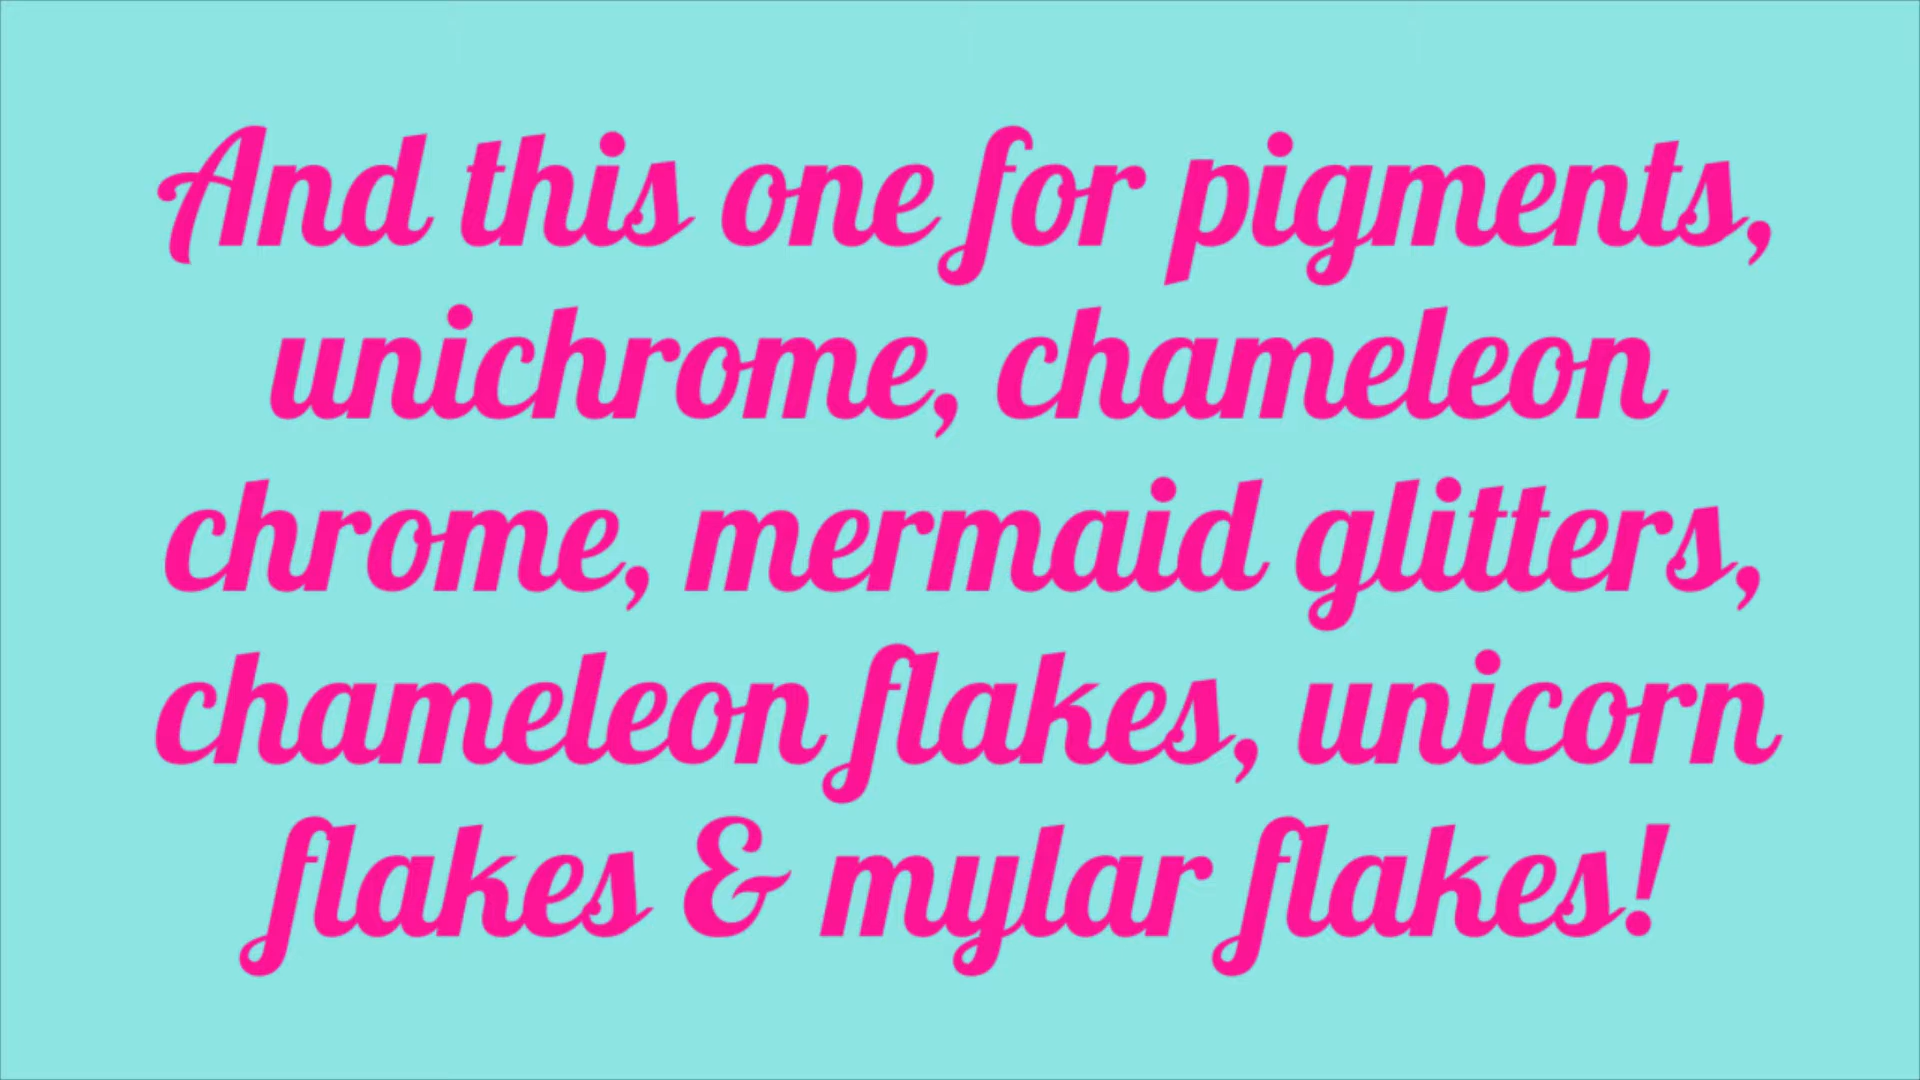 And this one for pigments,
unichrome, chameleon
chrome, mermaid glitters,
chameleon flakes, unicorn
flakes & mylar flakes!